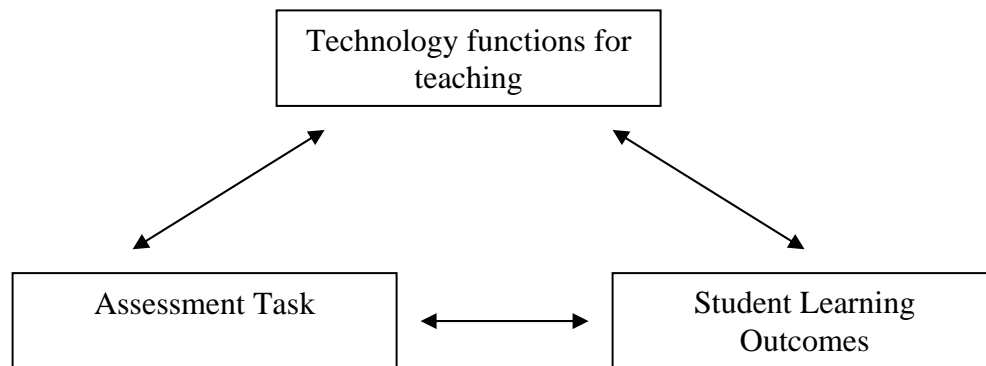 Technology functions for
teaching
Assessment Task
Student Learning
Outcomes